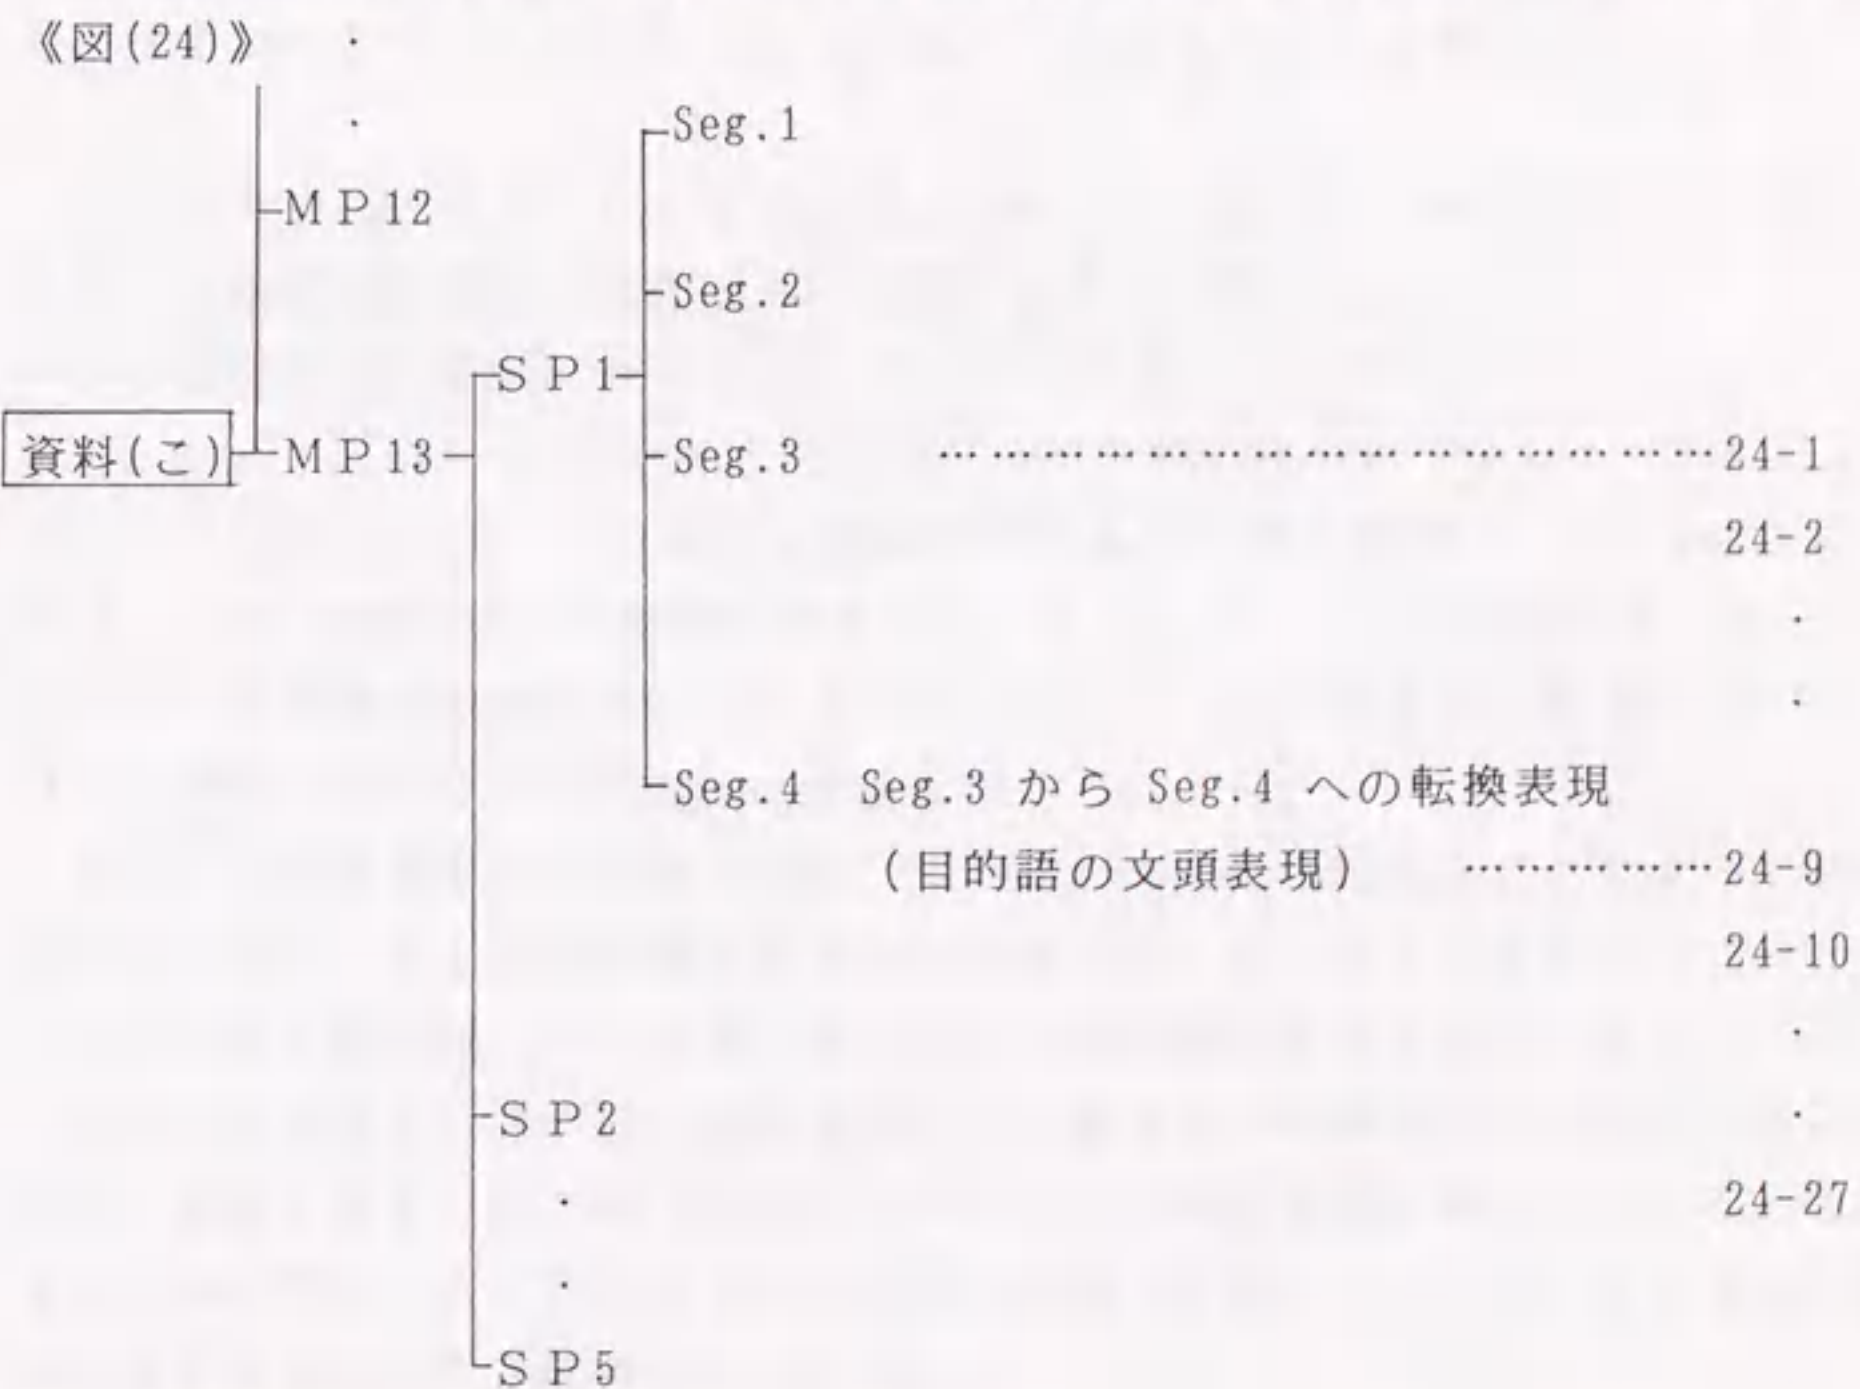 《図(24)》
Seg.1
MP12
Seg.2
SP1
資料(こ) MP13 Seg.3 ……………………………………… 24-1
24-2
Seg.4 Seg.3 から Seg.4 への転換表現
(目的語の文頭表現) ……………24-9
24-10
SP2
24-27
SP5